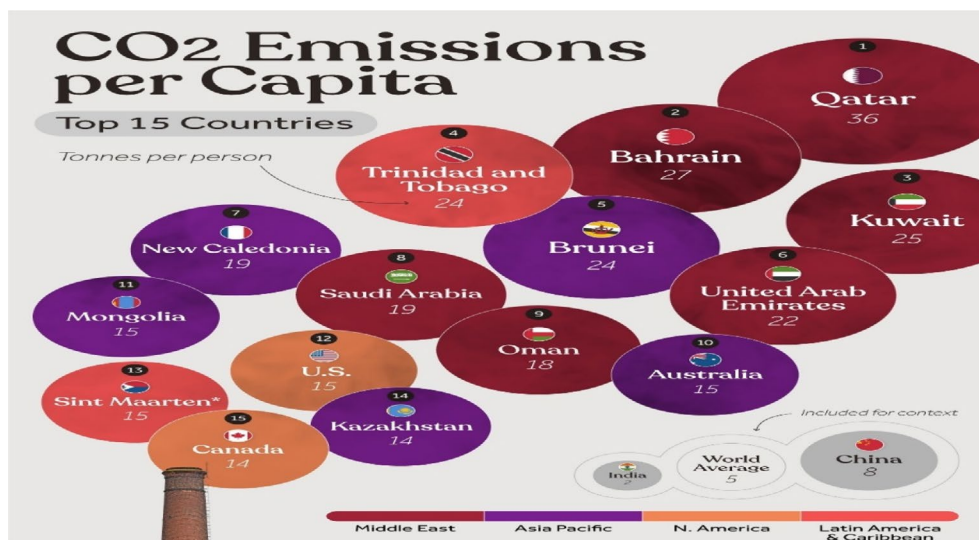 CO2 Emissions
per Capita
Top 15 Countries
Tonnes per person
1
Qatar
36
2
Bahrain
27
3
Kuwait
25
4
Trinidad and
Tobago
24
5
Brunei
24
6
United Arab
Emirates
22
7
New Caledonia
19
8
Saudi Arabia
19
9
Oman
18
10
Australia
15
11
Mongolia
15
12
U.S.
15
13
Sint Maarten*
15
14
Kazakhstan
14
15
Canada
14
Included for context
India
2
World
Average
5
China
8
Middle East
Asia Pacific
N. America
Latin America
& Caribbean